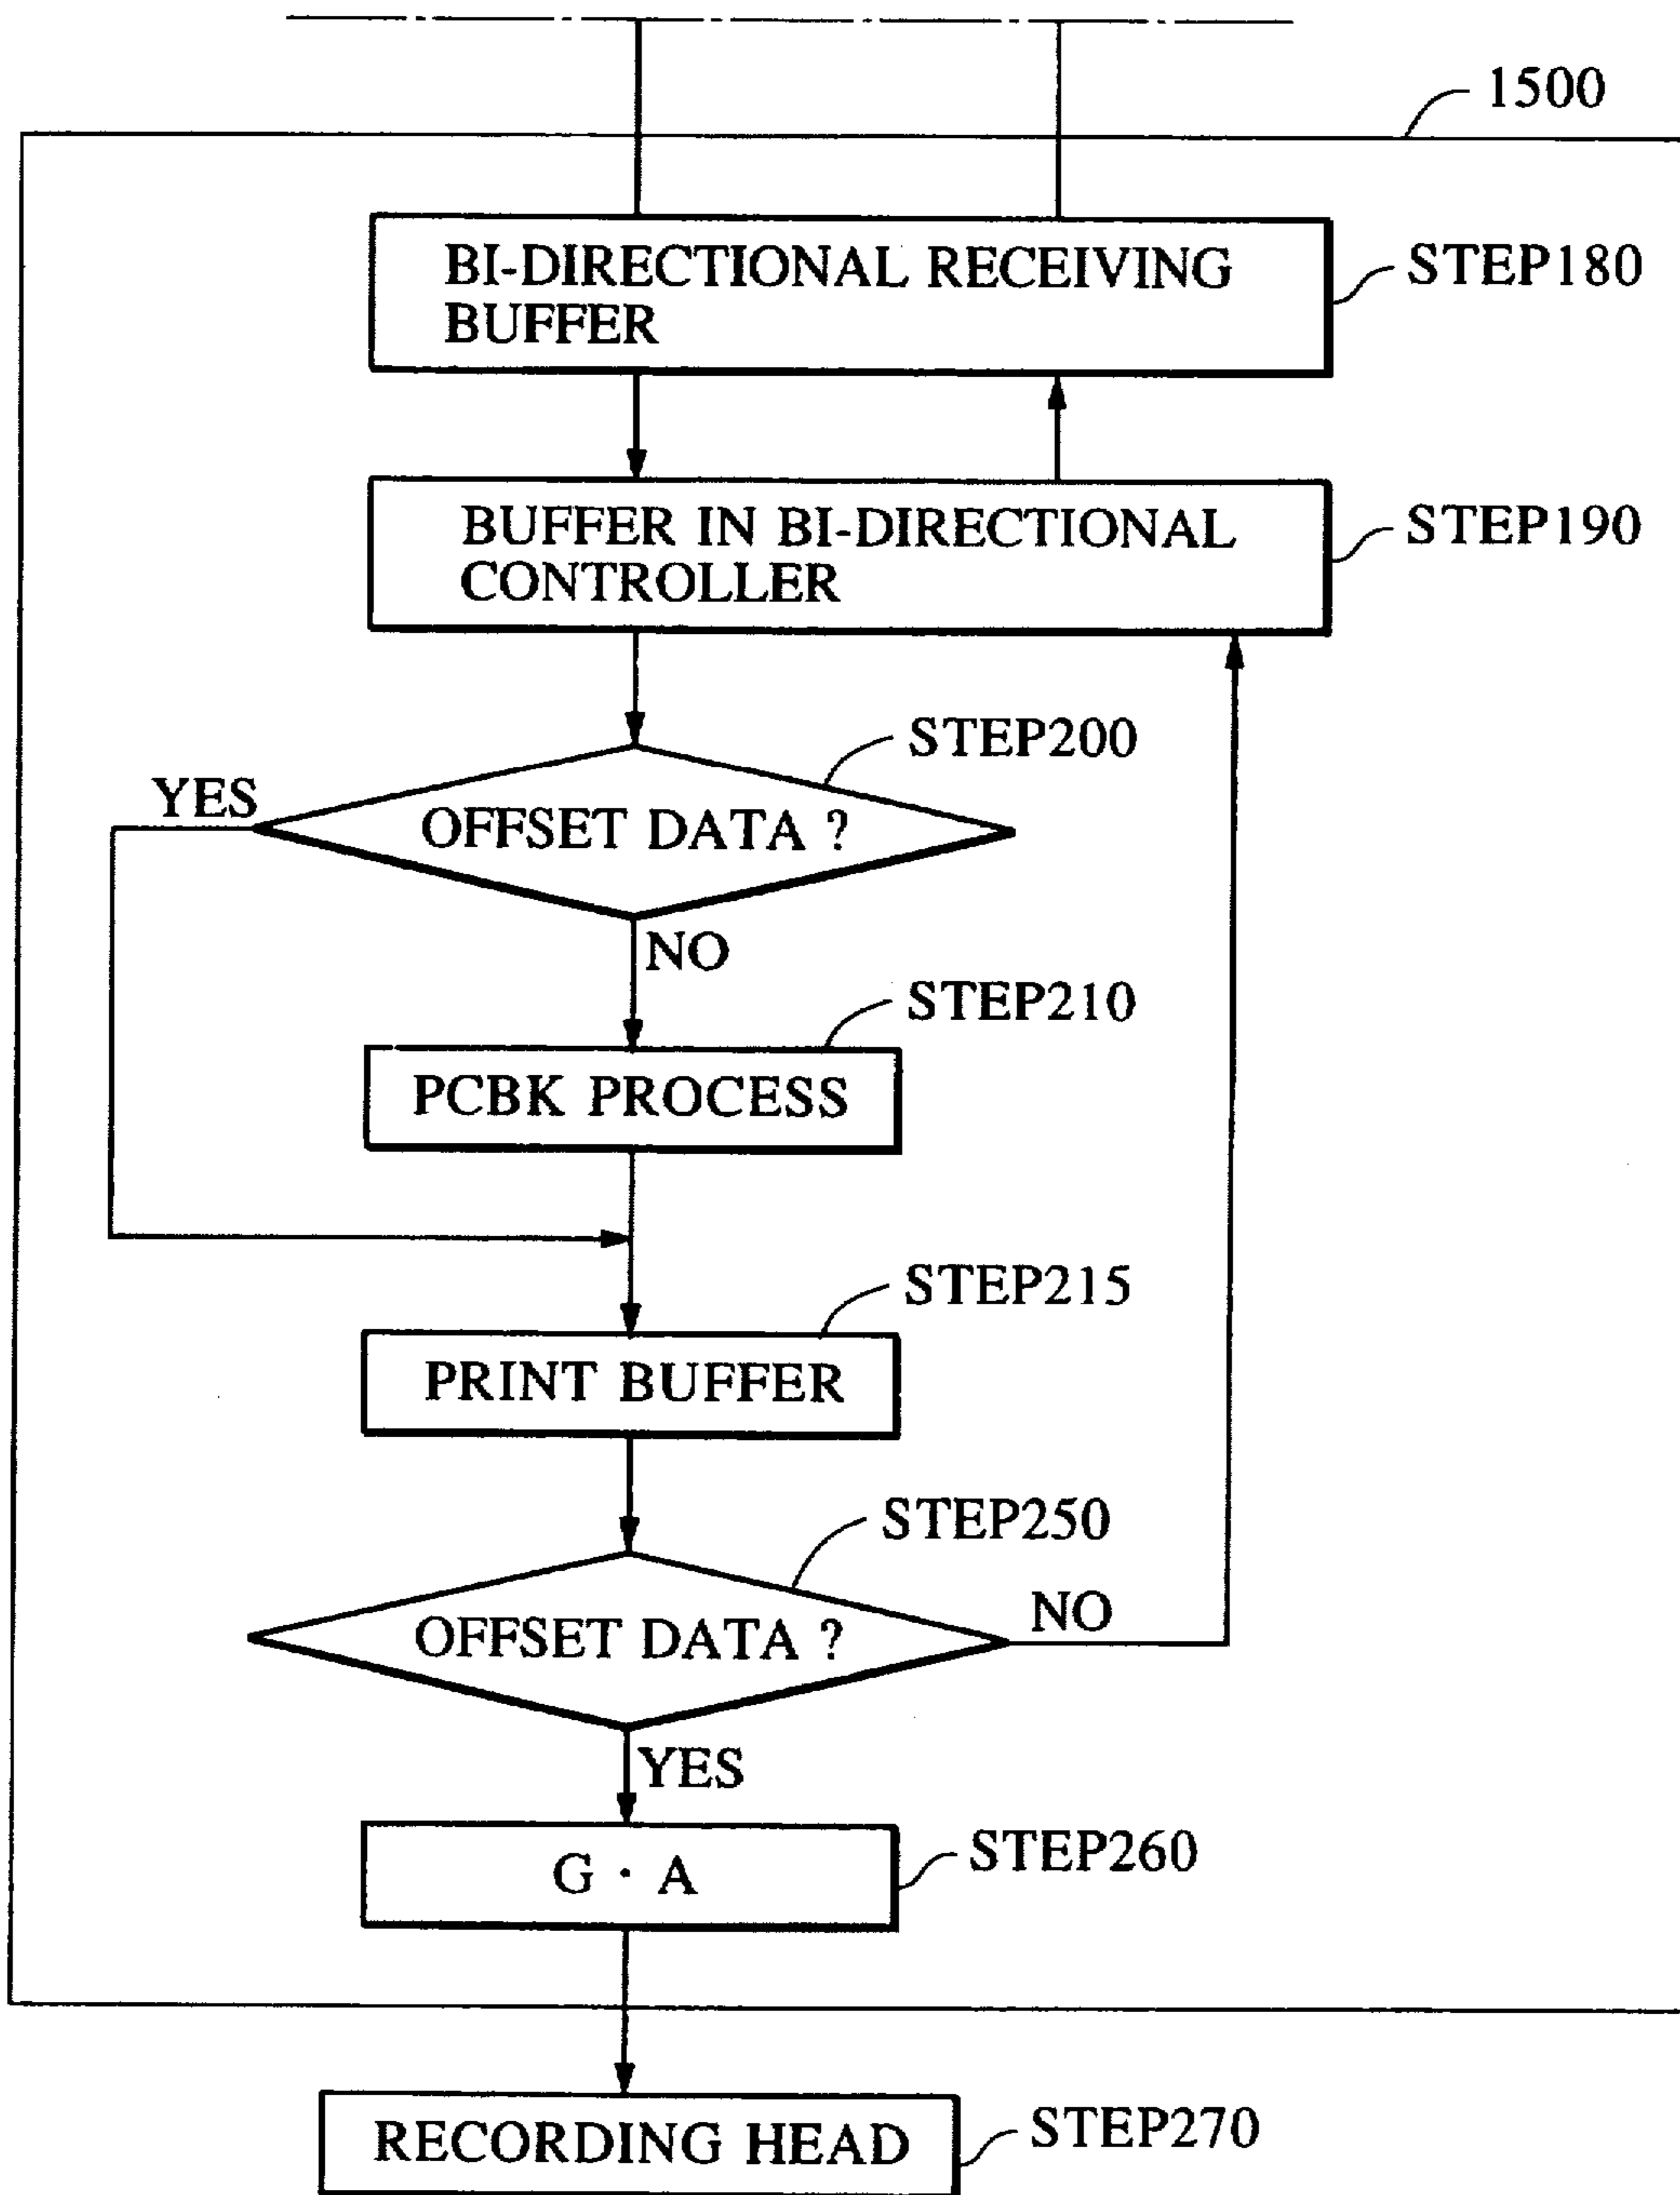 1500
BI-DIRECTIONAL RECEIVING
BUFFER
STEP180
BUFFER IN BI-DIRECTIONAL
CONTROLLER
STEP190
STEP200
YES
OFFSET DATA ?
NO
STEP210
PCBK PROCESS
STEP215
PRINT BUFFER
STEP250
OFFSET DATA ?
NO
YES
G · A
STEP260
RECORDING HEAD
STEP270